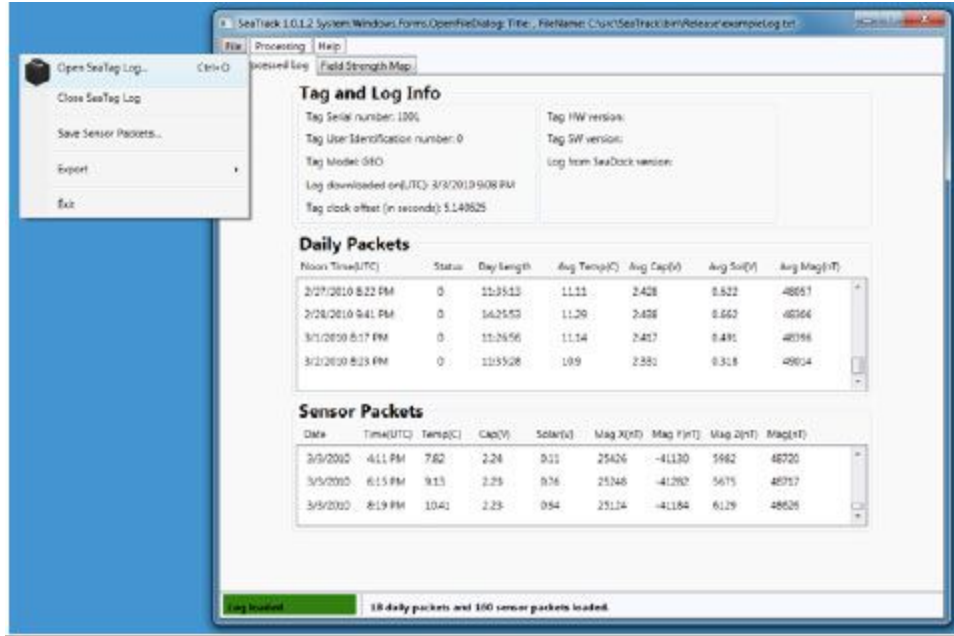 SeaTrack 1.0.1.2 System.Windows.Forms.OpenFileDialog: Title: , FileName: C:\src\SeaTrack\bin\Release\exampleLog.txt
File Processing Help
Open SeaTag Log... Ctrl+O
Close SeaTag Log
Save Sensor Packets...
Export
Exit
Processed Log Field Strength Map
Tag and Log Info
Tag Serial number: 1001
Tag HW version:
Tag User Identification number: 0
Tag SW version:
Tag Model: GEO
Log from SeaDock version:
Log downloaded on(UTC): 3/3/2010 9:08 PM
Tag clock offset (in seconds): 5.140625
Daily Packets
Noon Time(UTC) Status Day Length Avg Temp(C) Avg Cap(V) Avg Sol(V) Avg Mag(nT)
2/27/2010 8:22 PM 0 11:35:13 11.11 2.428 0.622 48057
2/28/2010 9:41 PM 0 14:25:53 11.29 2.438 0.662
3/1/2010 8:17 PM 0 11:26:56 11.14 2.417 0.491
3/2/2010 8:23 PM 0 11:35:28 10.9 2.331 0.318 48014
Sensor Packets
Date Time(UTC) Temp(C) Cap(V) Solar(V) Mag X(nT) Mag Y(nT) Mag Z(nT) Mag(nT)
3/3/2010 4:11 PM 7.82 2.24 0.11 25426 -41130 5982 48720
3/3/2010 6:15 PM 9.13 2.23 0.76 25248 -41282 5675 48717
3/3/2010 8:19 PM 10.41 2.23 0.64 25124 -41184 6129 48626
Log loaded 18 daily packets and 160 sensor packets loaded.